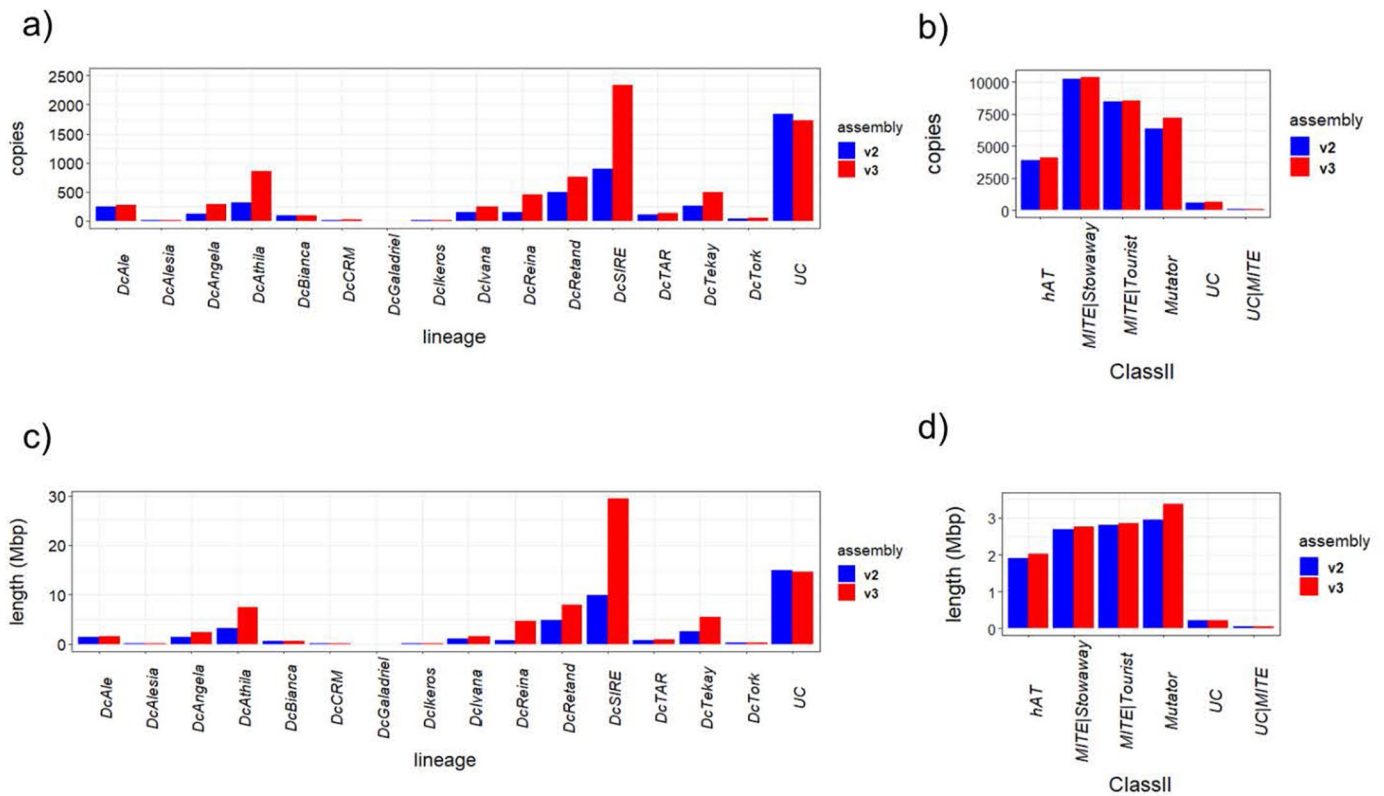 a)
copies
2500
2000
1500
1000
500
0
DcAle
DcAlesia
DcAngela
DcAthila
DcBianca
DcCRM
DcGaladriel
DcIkeros
DcIvana
DcReina
DcRetand
DcSIRE
DcTAR
DcTekay
DcTork
UC
lineage
assembly
v2
v3
b)
copies
10000
7500
5000
2500
0
hAT
MITE|Stowaway
MITE|Tourist
Mutator
UC
UC|MITE
ClassII
assembly
v2
v3
c)
length (Mbp)
30
20
10
0
DcAle
DcAlesia
DcAngela
DcAthila
DcBianca
DcCRM
DcGaladriel
DcIkeros
DcIvana
DcReina
DcRetand
DcSIRE
DcTAR
DcTekay
DcTork
UC
lineage
assembly
v2
v3
d)
length (Mbp)
3
2
1
0
hAT
MITE|Stowaway
MITE|Tourist
Mutator
UC
UC|MITE
ClassII
assembly
v2
v3